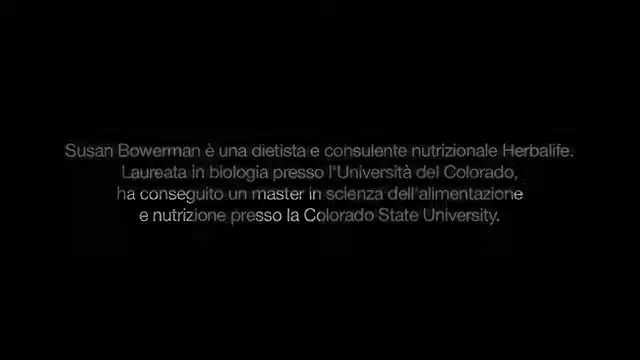 Susan Bowerman è una dietista e consulente nutrizionale Herbalife.
Laureata in biologia presso l'Università del Colorado,
ha conseguito un master in scienza dell'alimentazione
e nutrizione presso la Colorado State University.